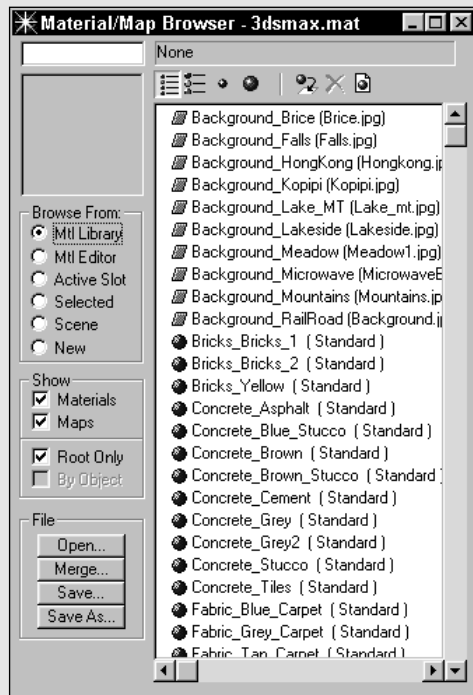 Material/Map Browser - 3dsmax.mat
None
Browse From:
Mtl Library
Mtl Editor
Active Slot
Selected
Scene
New
Show
Materials
Maps
Root Only
By Object
File
Open...
Merge...
Save...
Save As...
Background_Brice (Brice.jpg)
Background_Falls (Falls.jpg)
Background_HongKong (Hongkong.jp
Background_Kopipi (Kopipi.jpg)
Background_Lake_MT (Lake_mt.jpg)
Background_Lakeside (Lakeside.jpg)
Background_Meadow (Meadow1.jpg)
Background_Microwave (MicrowaveE
Background_Mountains (Mountains.jp
Background_RailRoad (Background.jp
Bricks_Bricks_1 ( Standard )
Bricks_Bricks_2 ( Standard )
Bricks_Yellow ( Standard )
Concrete_Asphalt ( Standard )
Concrete_Blue_Stucco ( Standard )
Concrete_Brown ( Standard )
Concrete_Brown_Stucco ( Standard
Concrete_Cement ( Standard )
Concrete_Grey ( Standard )
Concrete_Grey2 ( Standard )
Concrete_Stucco ( Standard )
Concrete_Tiles ( Standard )
Fabric_Blue_Carpet ( Standard )
Fabric_Grey_Carpet ( Standard )
Fabric_Tan_Carpet ( Standard )